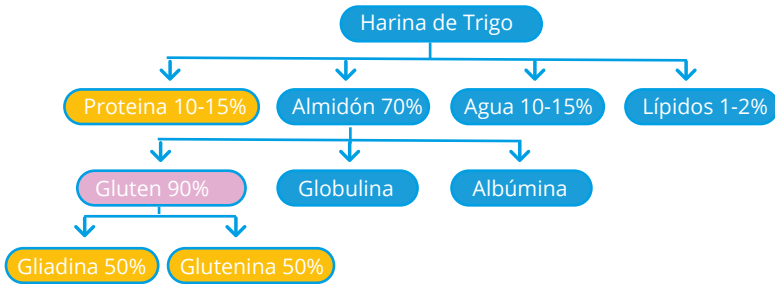 Harina de Trigo
Proteina 10-15%
Almidón 70%
Agua 10-15%
Lípidos 1-2%
Gluten 90%
Globulina
Albúmina
Gliadina 50%
Glutenina 50%